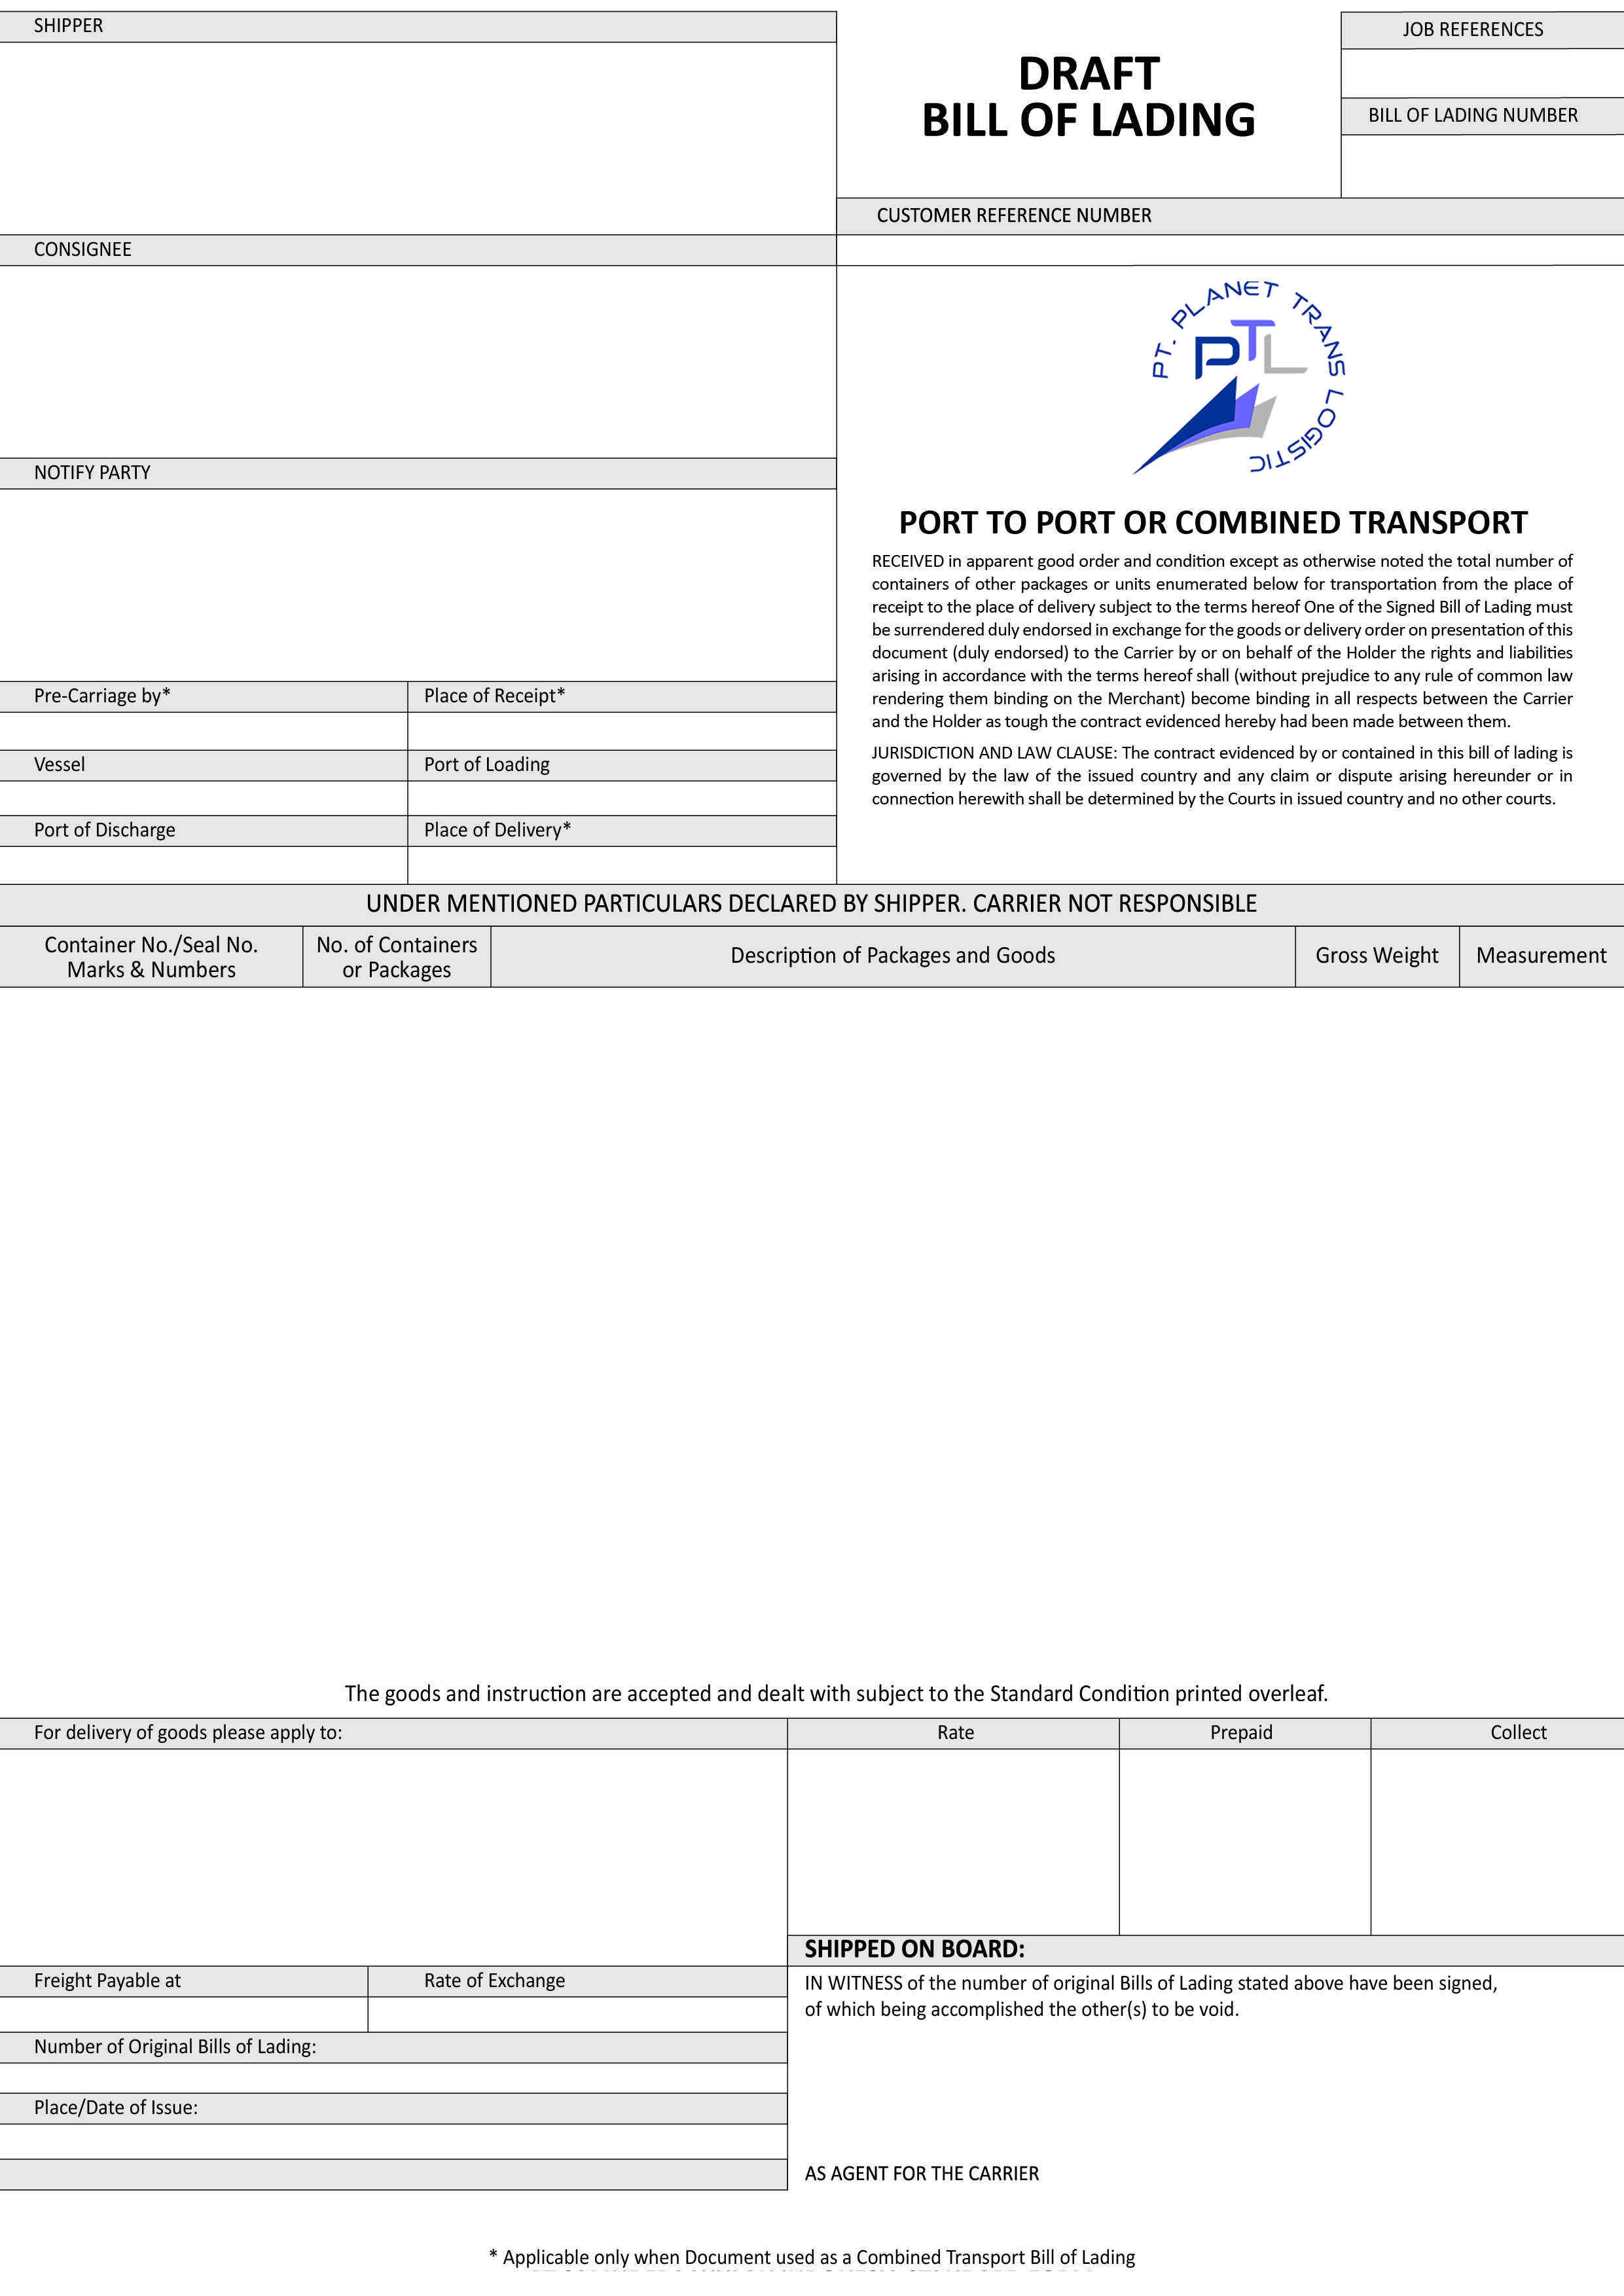 SHIPPER
DRAFT
BILL OF LADING
JOB REFERENCES
BILL OF LADING NUMBER
CUSTOMER REFERENCE NUMBER
CONSIGNEE
PT. PLANET TRANS LOGISTIC
PTL
NOTIFY PARTY
PORT TO PORT OR COMBINED TRANSPORT
RECEIVED in apparent good order and condition except as otherwise noted the total number of
containers of other packages or units enumerated below for transportation from the place of
receipt to the place of delivery subject to the terms hereof One of the Signed Bill of Lading must
be surrendered duly endorsed in exchange for the goods or delivery order on presentation of this
document (duly endorsed) to the Carrier by or on behalf of the Holder the rights and liabilities
arising in accordance with the terms hereof shall (without prejudice to any rule of common law
rendering them binding on the Merchant) become binding in all respects between the Carrier
and the Holder as tough the contract evidenced hereby had been made between them.
JURISDICTION AND LAW CLAUSE: The contract evidenced by or contained in this bill of lading is
governed by the law of the issued country and any claim or dispute arising hereunder or in
connection herewith shall be determined by the Courts in issued country and no other courts.
Pre-Carriage by*
Place of Receipt*
Vessel
Port of Loading
Port of Discharge
Place of Delivery*
UNDER MENTIONED PARTICULARS DECLARED BY SHIPPER. CARRIER NOT RESPONSIBLE
Container No./Seal No.
Marks & Numbers
No. of Containers
or Packages
Description of Packages and Goods
Gross Weight
Measurement
The goods and instruction are accepted and dealt with subject to the Standard Condition printed overleaf.
For delivery of goods please apply to:
Rate
Prepaid
Collect
SHIPPED ON BOARD:
IN WITNESS of the number of original Bills of Lading stated above have been signed,
of which being accomplished the other(s) to be void.
Freight Payable at
Rate of Exchange
Number of Original Bills of Lading:
Place/Date of Issue:
AS AGENT FOR THE CARRIER
* Applicable only when Document used as a Combined Transport Bill of Lading